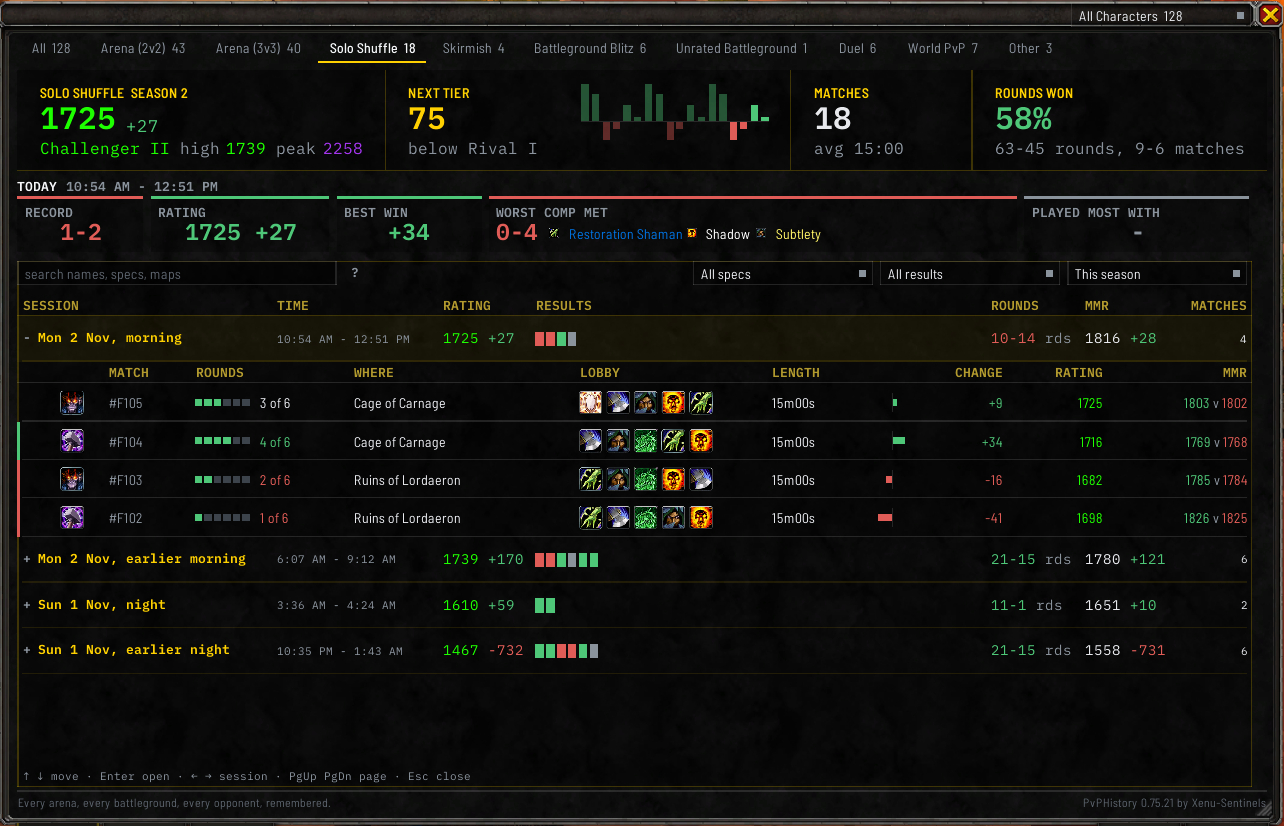 All Characters 128
All 128 Arena (2v2) 43 Arena (3v3) 40 Solo Shuffle 18 Skirmish 4 Battleground Blitz 6 Unrated Battleground 1 Duel 6 World PvP 7 Other 3
SOLO SHUFFLE SEASON 2 NEXT TIER MATCHES ROUNDS WON
1725 +27 75 18 58%
Challenger II high 1739 peak 2258 below Rival I avg 15:00 63-45 rounds, 9-6 matches
TODAY 10:54 AM - 12:51 PM
RECORD RATING BEST WIN WORST COMP MET PLAYED MOST WITH
1-2 1725 +27 +34 0-4 Restoration Shaman Shadow Subtlety -
search names, specs, maps ? All specs All results This season
SESSION TIME RATING RESULTS ROUNDS MMR MATCHES
- Mon 2 Nov, morning 10:54 AM - 12:51 PM 1725 +27 10-14 rds 1816 +28 4
MATCH ROUNDS WHERE LOBBY LENGTH CHANGE RATING MMR
#F105 3 of 6 Cage of Carnage 15m00s +9 1725 1803 v 1802
#F104 4 of 6 Cage of Carnage 15m00s +34 1716 1769 v 1768
#F103 2 of 6 Ruins of Lordaeron 15m00s -16 1682 1785 v 1784
#F102 1 of 6 Ruins of Lordaeron 15m00s -41 1698 1826 v 1825
+ Mon 2 Nov, earlier morning 6:07 AM - 9:12 AM 1739 +170 21-15 rds 1780 +121 6
+ Sun 1 Nov, night 3:36 AM - 4:24 AM 1610 +59 11-1 rds 1651 +10 2
+ Sun 1 Nov, earlier night 10:35 PM - 1:43 AM 1467 -732 21-15 rds 1558 -731 6
↑ ↓ move · Enter open · ← → session · PgUp PgDn page · Esc close
Every arena, every battleground, every opponent, remembered. PvPHistory 0.75.21 by Xenu-Sentinels